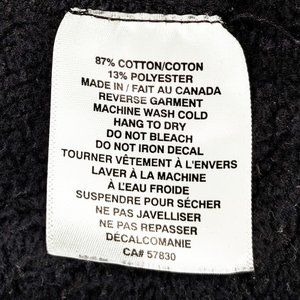 87% COTTON/COTON
13% POLYESTER
MADE IN / FAIT AU CANADA
REVERSE GARMENT
MACHINE WASH COLD
HANG TO DRY
DO NOT BLEACH
DO NOT IRON DECAL
TOURNER VÊTEMENT À L'ENVERS
LAVER À LA MACHINE
À L'EAU FROIDE
SUSPENDRE POUR SÉCHER
NE PAS JAVELLISER
NE PAS REPASSER
DÉCALCOMANIE
CA# 57830